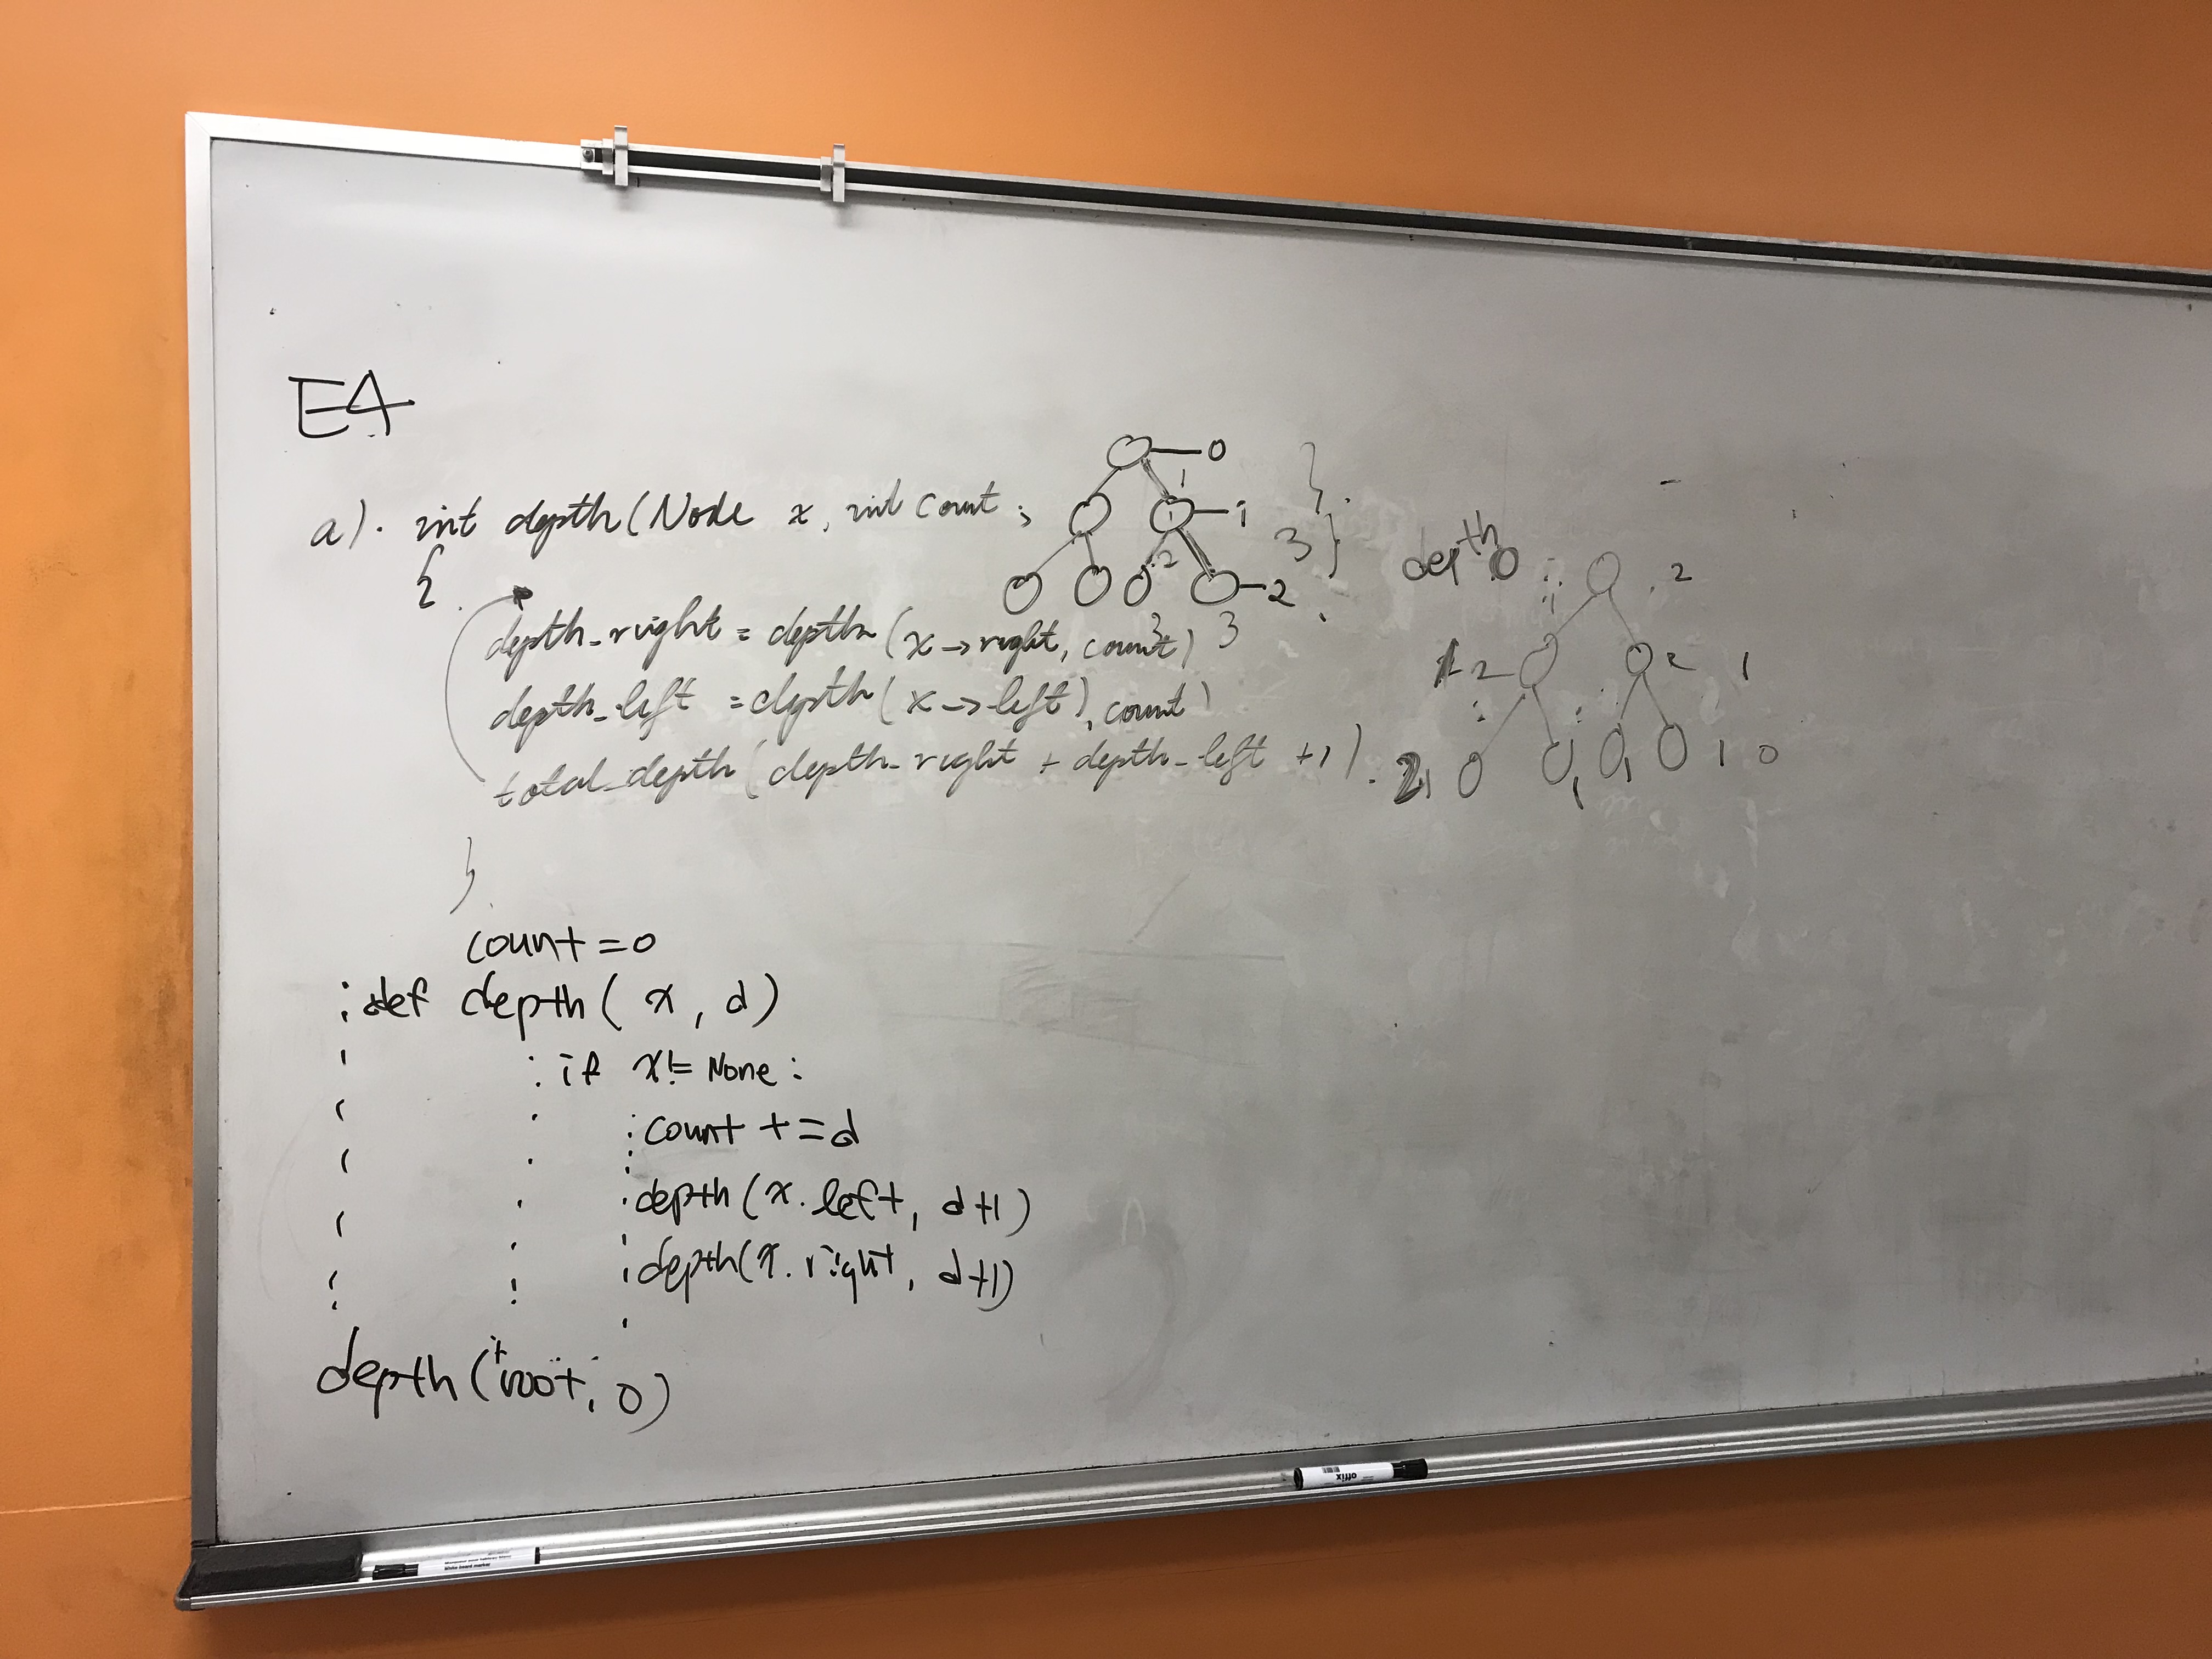 E4
a). int depth(Node x, int count ;
{
depth_right = depth (x->right, count)
depth_left = depth (x->left), count)
total_depth (depth_right + depth_left +1).
}
0
1
1
2
2
3
3
3
depth 0
2
1 2
2 1
2 1
1
1
1 0
count = 0
def depth( x, d)
if x != None :
count += d
depth (x.left, d+1)
depth(x.right, d+1)
depth (root, 0)
offix